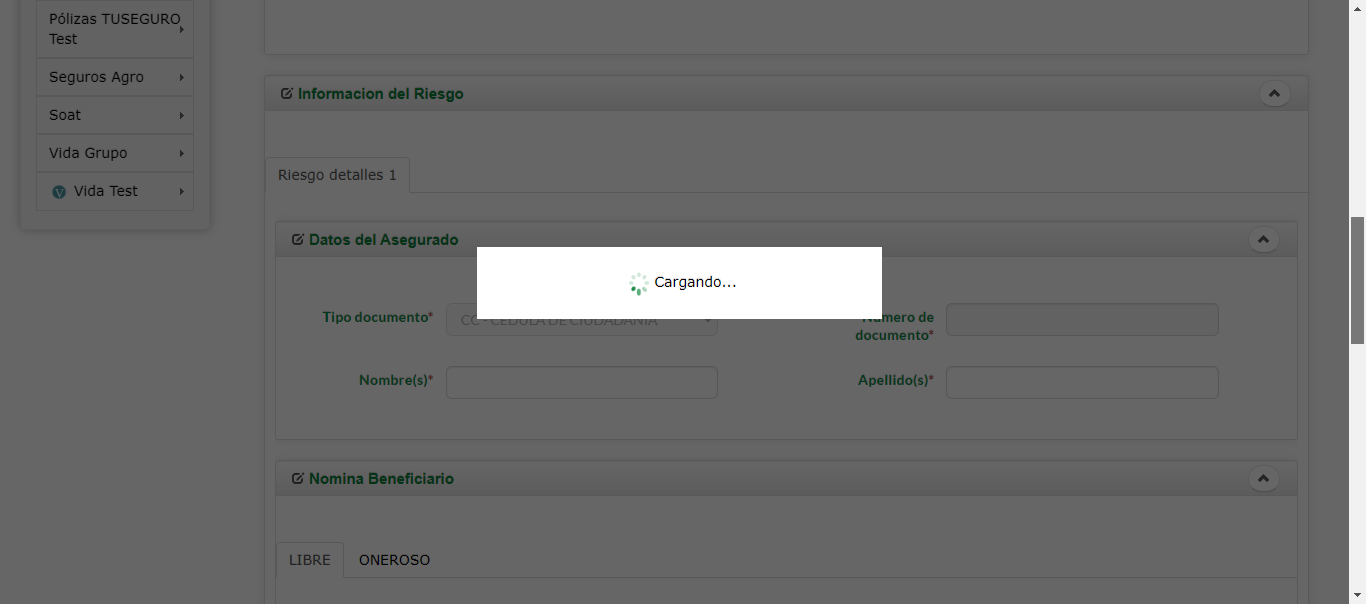 Pólizas TUSEGURO
Test
Seguros Agro
Soat
Vida Grupo
V Vida Test
Informacion del Riesgo
Riesgo detalles 1
Datos del Asegurado
Cargando...
Tipo documento*
CC - CEDULA DE CIUDADANIA
Número de
documento*
Nombre(s)*
Apellido(s)*
Nomina Beneficiario
LIBRE
ONEROSO